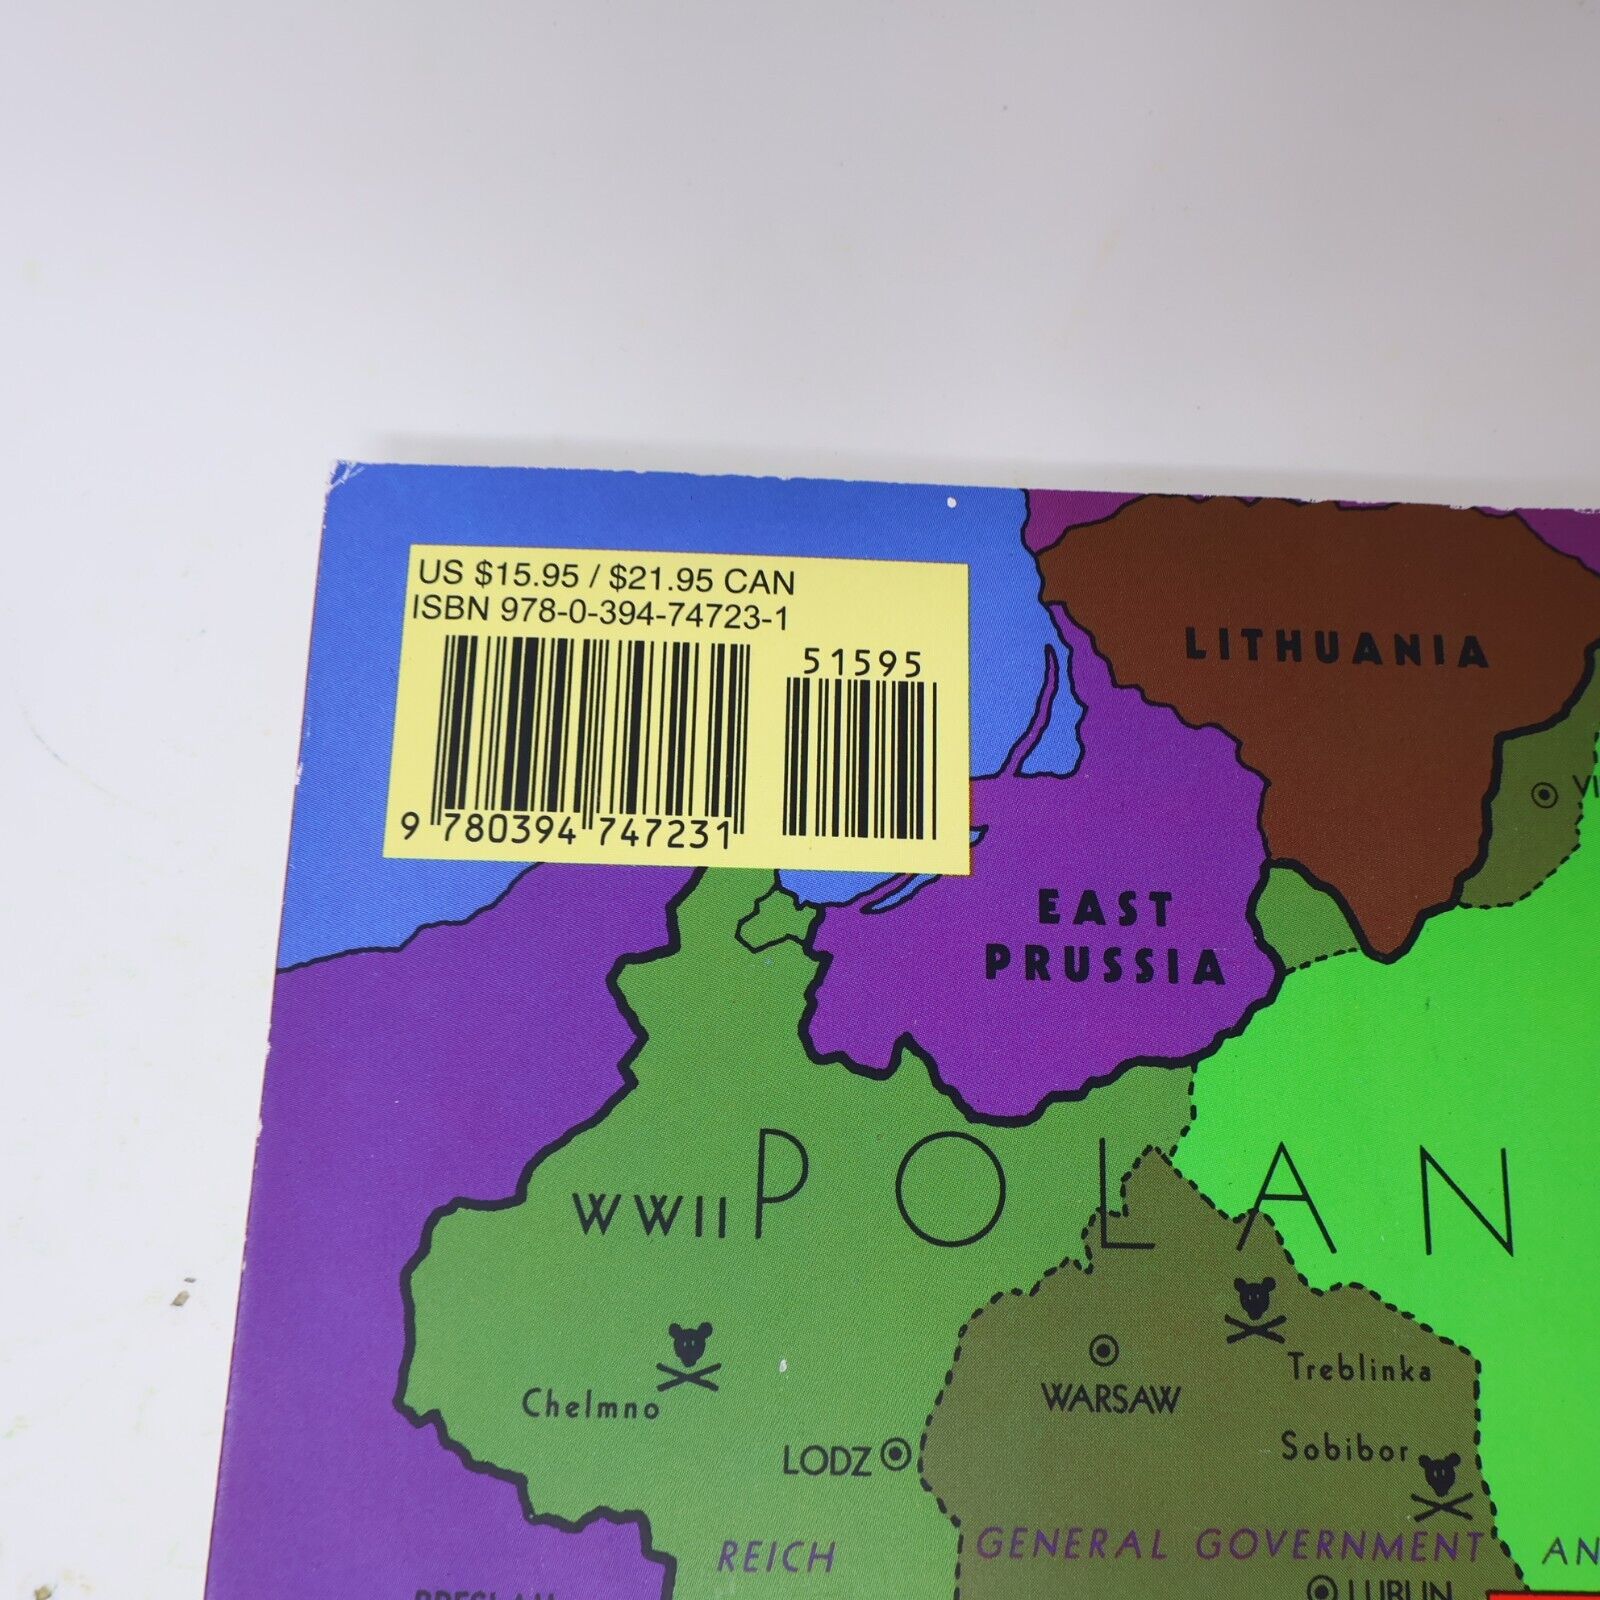 US $15.95 / $21.95 CAN
ISBN 978-0-394-74723-1
51595
9 780394 747231
LITHUANIA
EAST
PRUSSIA
WWII POLAN
Treblinka
WARSAW
Chelmno
Sobibor
LODZ
REICH
GENERAL GOVERNMENT
LUBLIN